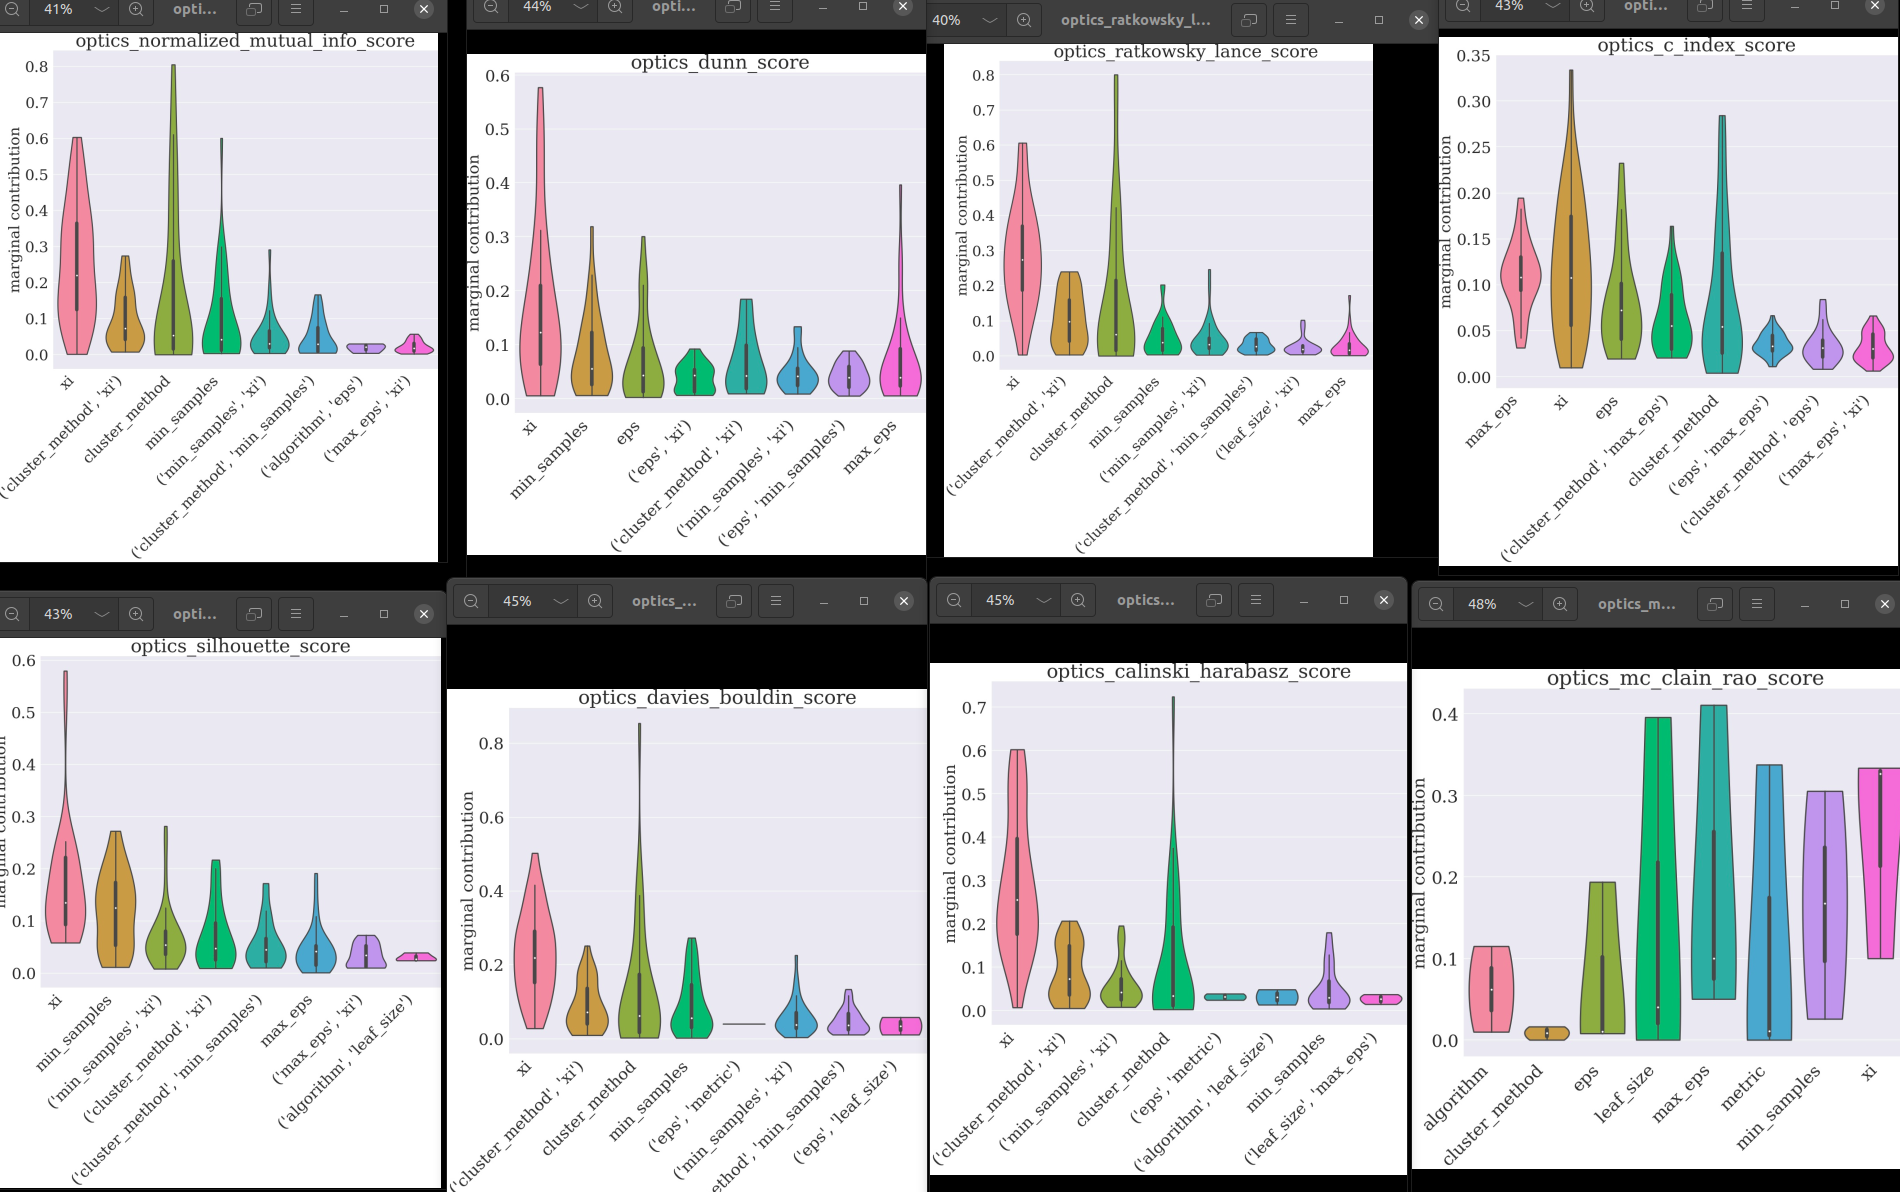 41%
opti...
optics_normalized_mutual_info_score
marginal contribution
0.8
0.7
0.6
0.5
0.4
0.3
0.2
0.1
0.0
xi
('cluster_method', 'xi')
cluster_method
min_samples
('min_samples', 'xi')
('cluster_method', 'min_samples')
('algorithm', 'eps')
('max_eps', 'xi')
44%
opti...
optics_dunn_score
marginal contribution
0.6
0.5
0.4
0.3
0.2
0.1
0.0
xi
min_samples
eps
('eps', 'xi')
('cluster_method', 'xi')
('min_samples', 'xi')
('eps', 'min_samples')
max_eps
40%
optics_ratkowsky_l...
optics_ratkowsky_lance_score
marginal contribution
0.8
0.7
0.6
0.5
0.4
0.3
0.2
0.1
0.0
xi
('cluster_method', 'xi')
cluster_method
min_samples
('min_samples', 'xi')
('cluster_method', 'min_samples')
('leaf_size', 'xi')
max_eps
43%
opti...
optics_c_index_score
marginal contribution
0.35
0.30
0.25
0.20
0.15
0.10
0.05
0.00
max_eps
xi
eps
('cluster_method', 'max_eps')
cluster_method
('eps', 'max_eps')
('cluster_method', 'eps')
('max_eps', 'xi')
43%
opti...
optics_silhouette_score
marginal contribution
0.6
0.5
0.4
0.3
0.2
0.1
0.0
xi
min_samples
('min_samples', 'xi')
('cluster_method', 'xi')
('cluster_method', 'min_samples')
max_eps
('max_eps', 'xi')
('algorithm', 'leaf_size')
45%
optics_...
optics_davies_bouldin_score
marginal contribution
0.8
0.6
0.4
0.2
0.0
xi
('cluster_method', 'xi')
cluster_method
min_samples
('eps', 'metric')
('min_samples', 'xi')
ethod', 'min_samples')
('eps', 'leaf_size')
45%
optics...
optics_calinski_harabasz_score
marginal contribution
0.7
0.6
0.5
0.4
0.3
0.2
0.1
0.0
xi
('cluster_method', 'xi')
('min_samples', 'xi')
cluster_method
('eps', 'metric')
('algorithm', 'leaf_size')
min_samples
('leaf_size', 'max_eps')
48%
optics_m...
optics_mc_clain_rao_score
marginal contribution
0.4
0.3
0.2
0.1
0.0
algorithm
cluster_method
eps
leaf_size
max_eps
metric
min_samples
xi